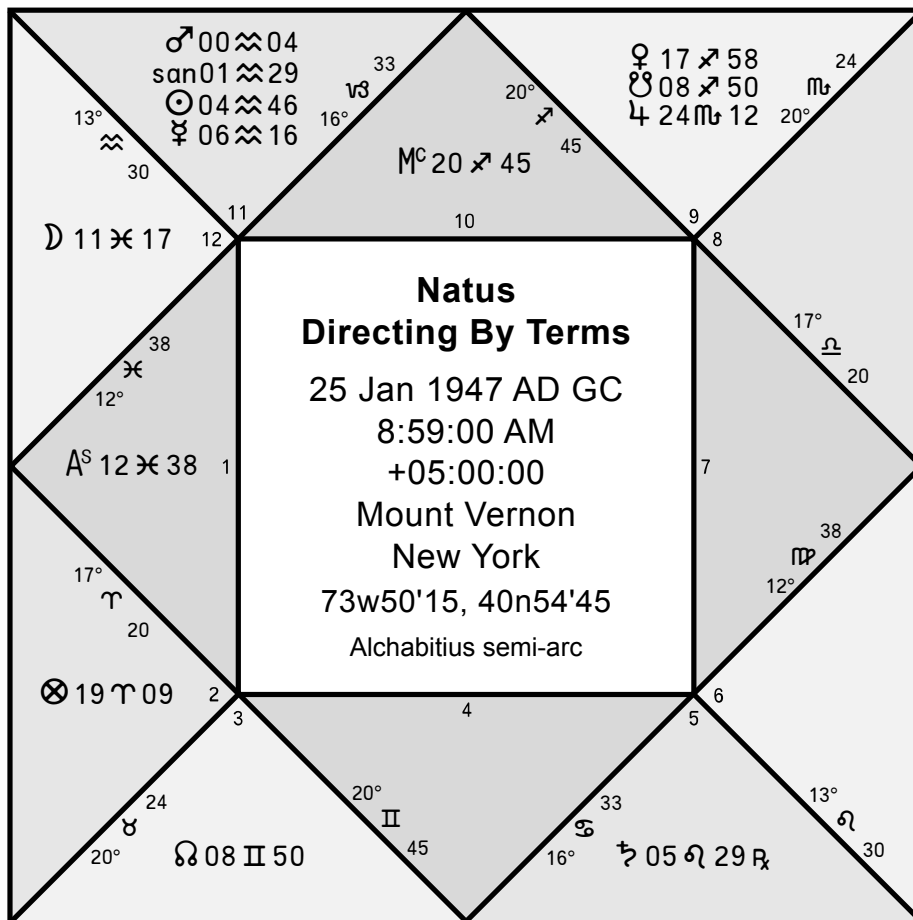 ♂ 00 ♒ 04
san 01 ♒ 29
☉ 04 ♒ 46
☿ 06 ♒ 16
33
♑
16°
20°
♐
45
♀ 17 ♐ 58
☋ 08 ♐ 50
♃ 24 ♏ 12
24
♏
20°
13°
♒
30
Mc 20 ♐ 45
11
10
9
☽ 11 ♓ 17
12
8
Natus
Directing By Terms
25 Jan 1947 AD GC
8:59:00 AM
+05:00:00
Mount Vernon
New York
73w50'15, 40n54'45
Alchabitius semi-arc
38
♓
12°
17°
♎
20
As 12 ♓ 38
1
7
17°
♈
20
38
♍
12°
⊗ 19 ♈ 09
2
3
4
5
6
24
♉
20°
☊ 08 ♊ 50
20°
♊
45
33
♋
16°
♄ 05 ♌ 29 ℞
13°
♌
30